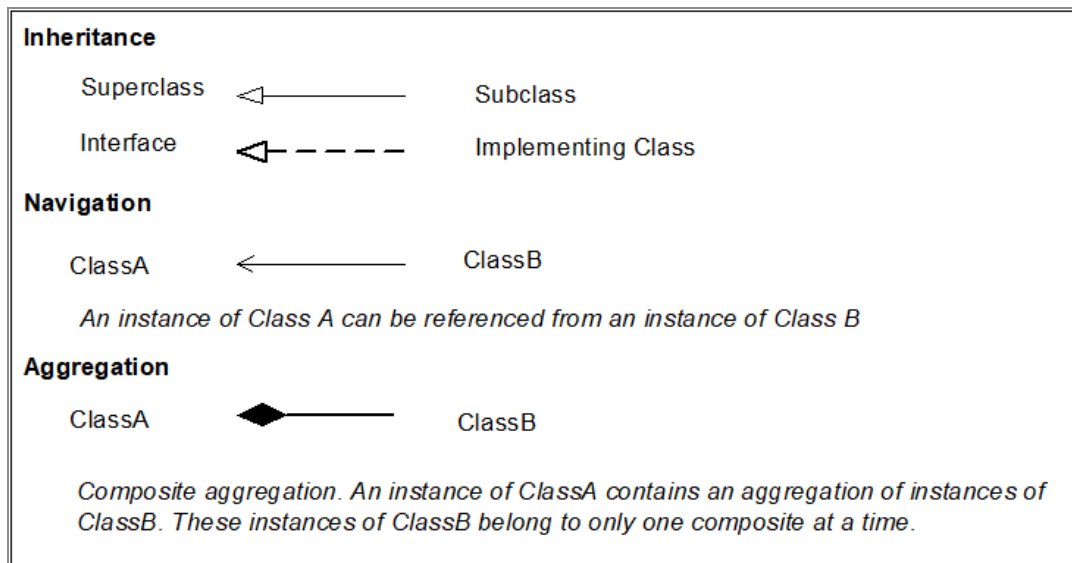 Inheritance
Superclass Subclass
Interface Implementing Class
Navigation
ClassA ClassB
An instance of Class A can be referenced from an instance of Class B
Aggregation
ClassA ClassB
Composite aggregation. An instance of ClassA contains an aggregation of instances of
ClassB. These instances of ClassB belong to only one composite at a time.